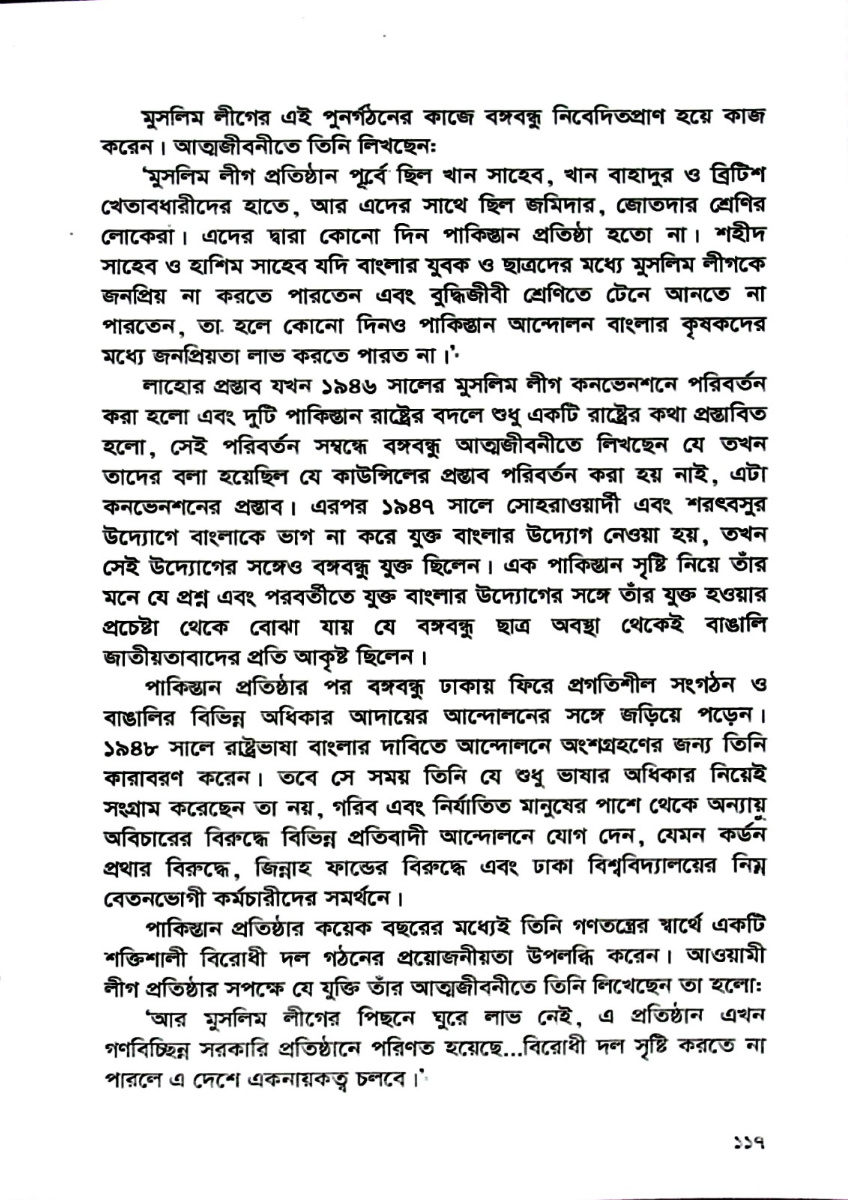 মুসলিম লীগের এই পুনর্গঠনের কাজে বঙ্গবন্ধু নিবেদিতপ্রাণ হয়ে কাজ
করেন। আত্মজীবনীতে তিনি লিখছেন:
‘মুসলিম লীগ প্রতিষ্ঠান পূর্বে ছিল খান সাহেব, খান বাহাদুর ও ব্রিটিশ
খেতাবধারীদের হাতে, আর এদের সাথে ছিল জমিদার, জোতদার শ্রেণির
লোকেরা। এদের দ্বারা কোনো দিন পাকিস্তান প্রতিষ্ঠা হতো না। শহীদ
সাহেব ও হাশিম সাহেব যদি বাংলার যুবক ও ছাত্রদের মধ্যে মুসলিম লীগকে
জনপ্রিয় না করতে পারতেন এবং বুদ্ধিজীবী শ্রেণিতে টেনে আনতে না
পারতেন, তা হলে কোনো দিনও পাকিস্তান আন্দোলন বাংলার কৃষকদের
মধ্যে জনপ্রিয়তা লাভ করতে পারত না।’
লাহোর প্রস্তাব যখন ১৯৪৬ সালের মুসলিম লীগ কনভেনশনে পরিবর্তন
করা হলো এবং দুটি পাকিস্তান রাষ্ট্রের বদলে শুধু একটি রাষ্ট্রের কথা প্রস্তাবিত
হলো, সেই পরিবর্তন সম্বন্ধে বঙ্গবন্ধু আত্মজীবনীতে লিখছেন যে তখন
তাদের বলা হয়েছিল যে কাউন্সিলের প্রস্তাব পরিবর্তন করা হয় নাই, এটা
কনভেনশনের প্রস্তাব। এরপর ১৯৪৭ সালে সোহরাওয়ার্দী এবং শরৎবসুর
উদ্যোগে বাংলাকে ভাগ না করে যুক্ত বাংলার উদ্যোগ নেওয়া হয়, তখন
সেই উদ্যোগের সঙ্গেও বঙ্গবন্ধু যুক্ত ছিলেন। এক পাকিস্তান সৃষ্টি নিয়ে তাঁর
মনে যে প্রশ্ন এবং পরবর্তীতে যুক্ত বাংলার উদ্যোগের সঙ্গে তাঁর যুক্ত হওয়ার
প্রচেষ্টা থেকে বোঝা যায় যে বঙ্গবন্ধু ছাত্র অবস্থা থেকেই বাঙালি
জাতীয়তাবাদের প্রতি আকৃষ্ট ছিলেন।
পাকিস্তান প্রতিষ্ঠার পর বঙ্গবন্ধু ঢাকায় ফিরে প্রগতিশীল সংগঠন ও
বাঙালির বিভিন্ন অধিকার আদায়ের আন্দোলনের সঙ্গে জড়িয়ে পড়েন।
১৯৪৮ সালে রাষ্ট্রভাষা বাংলার দাবিতে আন্দোলনে অংশগ্রহণের জন্য তিনি
কারাবরণ করেন। তবে সে সময় তিনি যে শুধু ভাষার অধিকার নিয়েই
সংগ্রাম করেছেন তা নয়, গরিব এবং নির্যাতিত মানুষের পাশে থেকে অন্যায়
অবিচারের বিরুদ্ধে বিভিন্ন প্রতিবাদী আন্দোলনে যোগ দেন, যেমন কর্ডন
প্রথার বিরুদ্ধে, জিন্নাহ ফান্ডের বিরুদ্ধে এবং ঢাকা বিশ্ববিদ্যালয়ের নিম্ন
বেতনভোগী কর্মচারীদের সমর্থনে।
পাকিস্তান প্রতিষ্ঠার কয়েক বছরের মধ্যেই তিনি গণতন্ত্রের স্বার্থে একটি
শক্তিশালী বিরোধী দল গঠনের প্রয়োজনীয়তা উপলব্ধি করেন। আওয়ামী
লীগ প্রতিষ্ঠার সপক্ষে যে যুক্তি তাঁর আত্মজীবনীতে তিনি লিখেছেন তা হলো:
‘আর মুসলিম লীগের পিছনে ঘুরে লাভ নেই, এ প্রতিষ্ঠান এখন
গণবিচ্ছিন্ন সরকারি প্রতিষ্ঠানে পরিণত হয়েছে...বিরোধী দল সৃষ্টি করতে না
পারলে এ দেশে একনায়কত্ব চলবে।’
১১৭